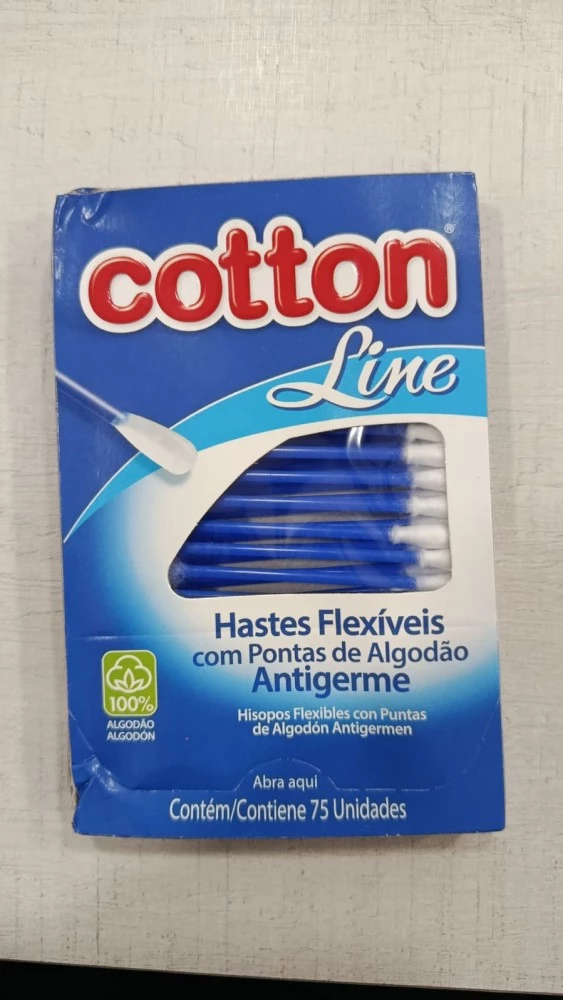 cotton®
Line
Hastes Flexíveis
com Pontas de Algodão
Antigerme
Hisopos Flexibles con Puntas
de Algodón Antigermen
100%
ALGODÃO
ALGODÓN
Abra aqui
Contém/Contiene 75 Unidades